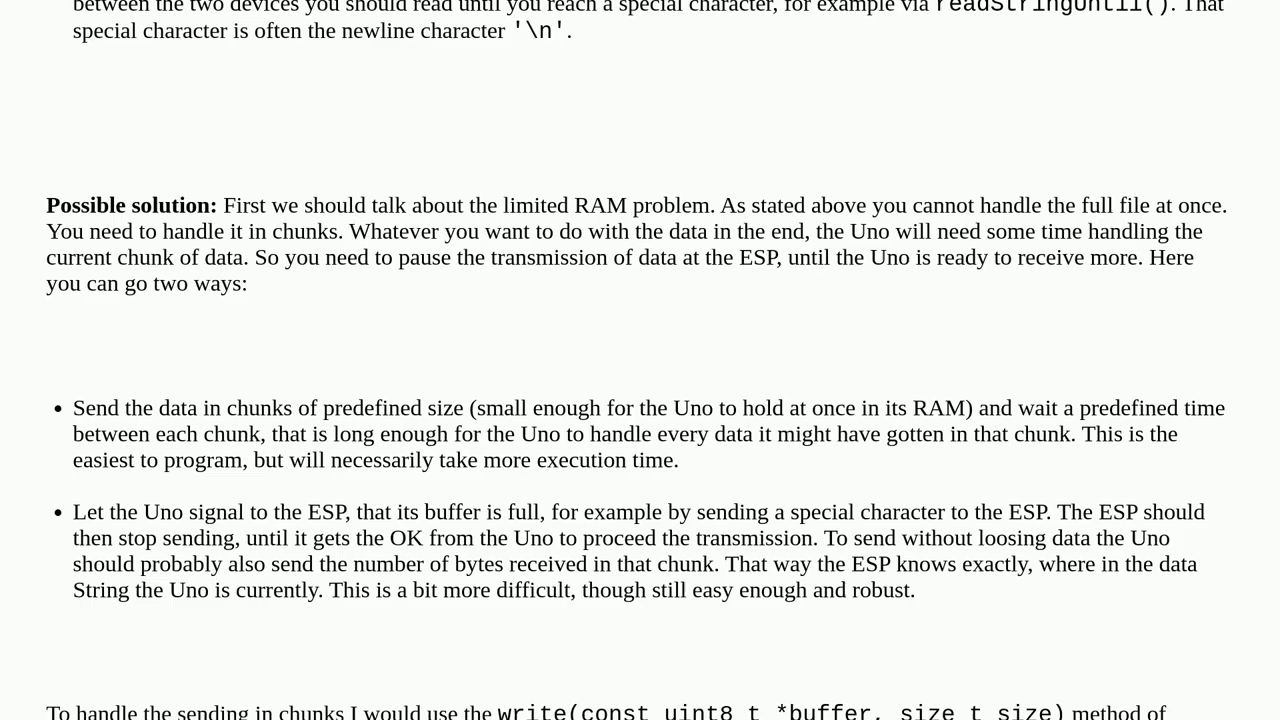 between the two devices you should read until you reach a special character, for example via readStringUntil(). That
special character is often the newline character '\n'.
Possible solution: First we should talk about the limited RAM problem. As stated above you cannot handle the full file at once.
You need to handle it in chunks. Whatever you want to do with the data in the end, the Uno will need some time handling the
current chunk of data. So you need to pause the transmission of data at the ESP, until the Uno is ready to receive more. Here
you can go two ways:
• Send the data in chunks of predefined size (small enough for the Uno to hold at once in its RAM) and wait a predefined time
between each chunk, that is long enough for the Uno to handle every data it might have gotten in that chunk. This is the
easiest to program, but will necessarily take more execution time.
• Let the Uno signal to the ESP, that its buffer is full, for example by sending a special character to the ESP. The ESP should
then stop sending, until it gets the OK from the Uno to proceed the transmission. To send without loosing data the Uno
should probably also send the number of bytes received in that chunk. That way the ESP knows exactly, where in the data
String the Uno is currently. This is a bit more difficult, though still easy enough and robust.
To handle the sending in chunks I would use the write(const uint8_t *buffer, size_t size) method of